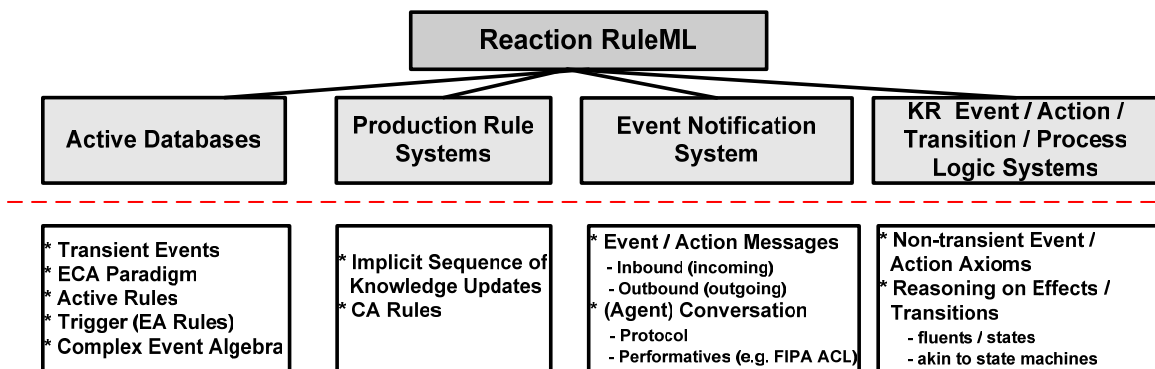 Reaction RuleML
Active Databases
Production Rule
Systems
Event Notification
System
KR Event / Action /
Transition / Process
Logic Systems
* Transient Events
* ECA Paradigm
* Active Rules
* Trigger (EA Rules)
* Complex Event Algebra
* Implicit Sequence of
Knowledge Updates
* CA Rules
* Event / Action Messages
- Inbound (incoming)
- Outbound (outgoing)
* (Agent) Conversation
- Protocol
- Performatives (e.g. FIPA ACL)
* Non-transient Event /
Action Axioms
* Reasoning on Effects /
Transitions
- fluents / states
- akin to state machines